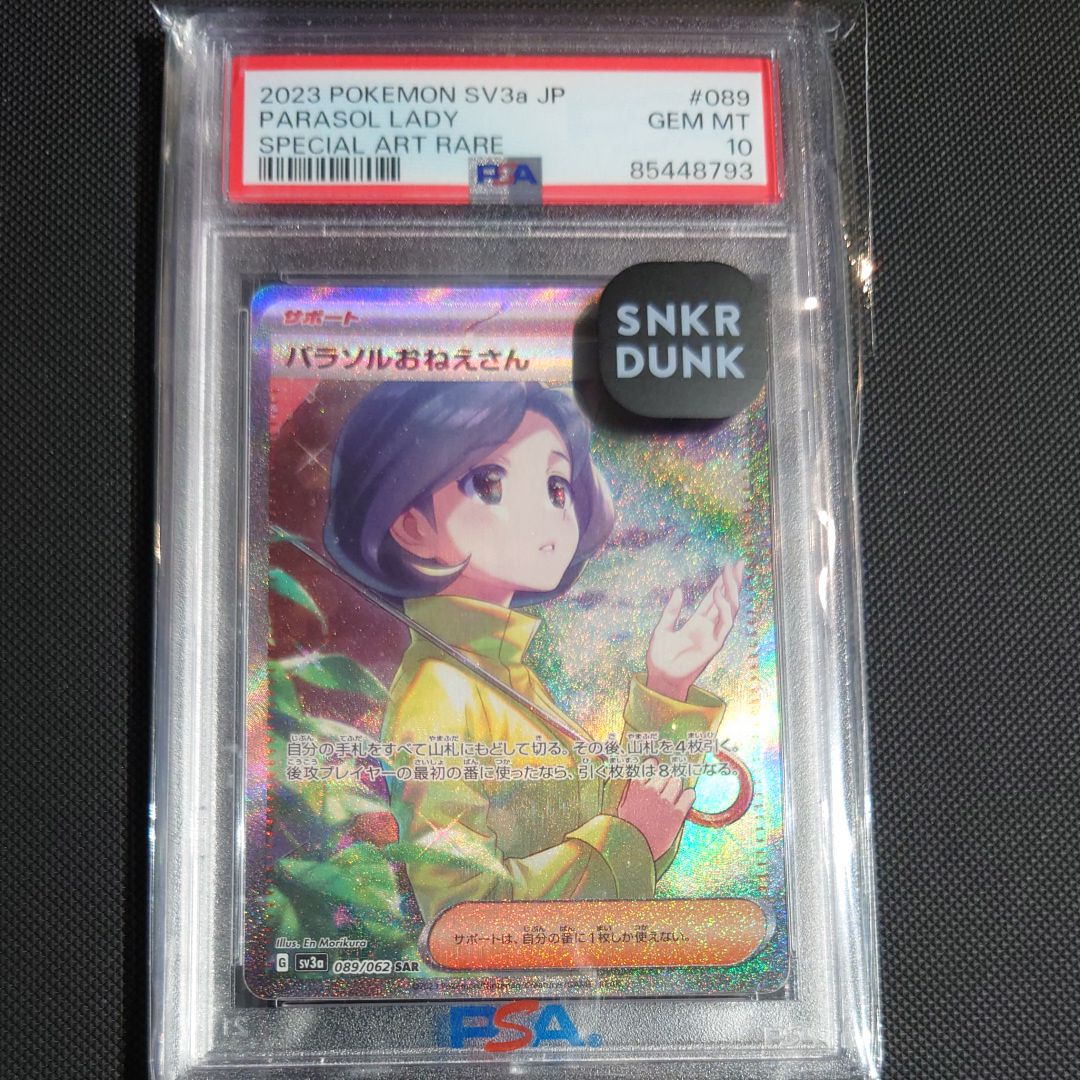 2023 POKEMON SV3a JP #089
PARASOL LADY GEM MT
SPECIAL ART RARE 10
85448793
PSA
SNKR
DUNK
サポート
パラソルおねえさん
自分の手札をすべて山札にもどして切る。その後、山札を4枚引く。
後攻プレイヤーの最初の番に使ったなら、引く枚数は8枚になる。
サポートは、自分の番に1枚しか使えない。
Illus. En Morikura
G sv3a 089/062 SAR
PSA